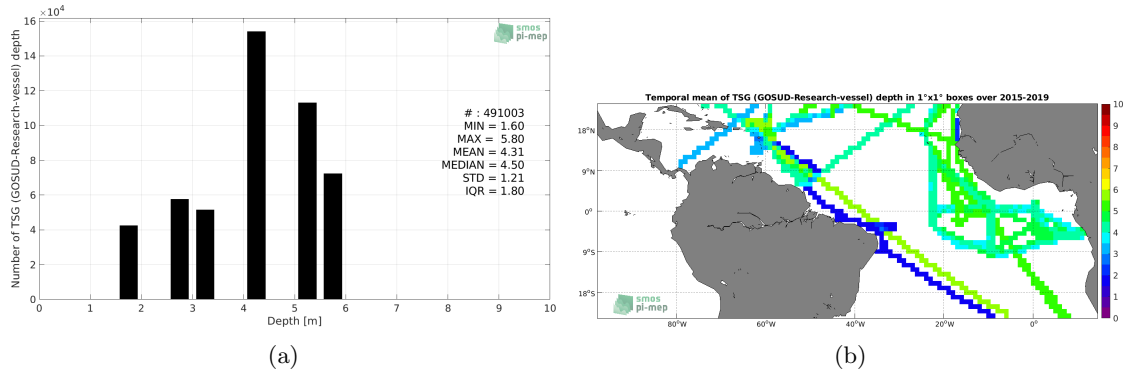 ×10⁴
16
14
12
10
8
6
4
2
0
Number of TSG (GOSUD-Research-vessel) depth
0 1 2 3 4 5 6 7 8 9 10
Depth [m]
smos
pi-mep
# : 491003
MIN = 1.60
MAX = 5.80
MEAN = 4.31
MEDIAN = 4.50
STD = 1.21
IQR = 1.80
(a)
Temporal mean of TSG (GOSUD-Research-vessel) depth in 1°x1° boxes over 2015-2019
18°N
9°N
0°
9°S
18°S
80°W 60°W 40°W 20°W 0°
smos
pi-mep
10
9
8
7
6
5
4
3
2
1
0
(b)